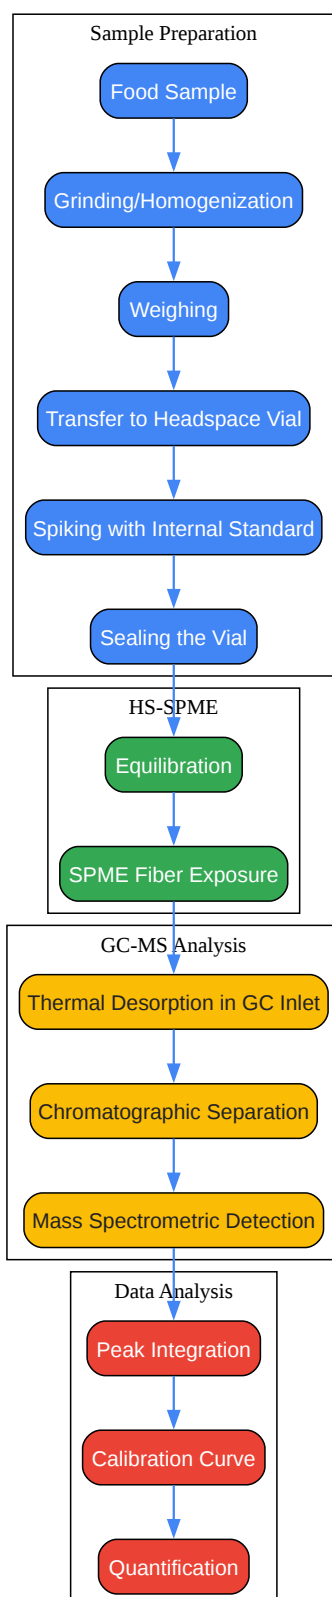 Sample Preparation
Food Sample
Grinding/Homogenization
Weighing
Transfer to Headspace Vial
Spiking with Internal Standard
Sealing the Vial
HS-SPME
Equilibration
SPME Fiber Exposure
GC-MS Analysis
Thermal Desorption in GC Inlet
Chromatographic Separation
Mass Spectrometric Detection
Data Analysis
Peak Integration
Calibration Curve
Quantification